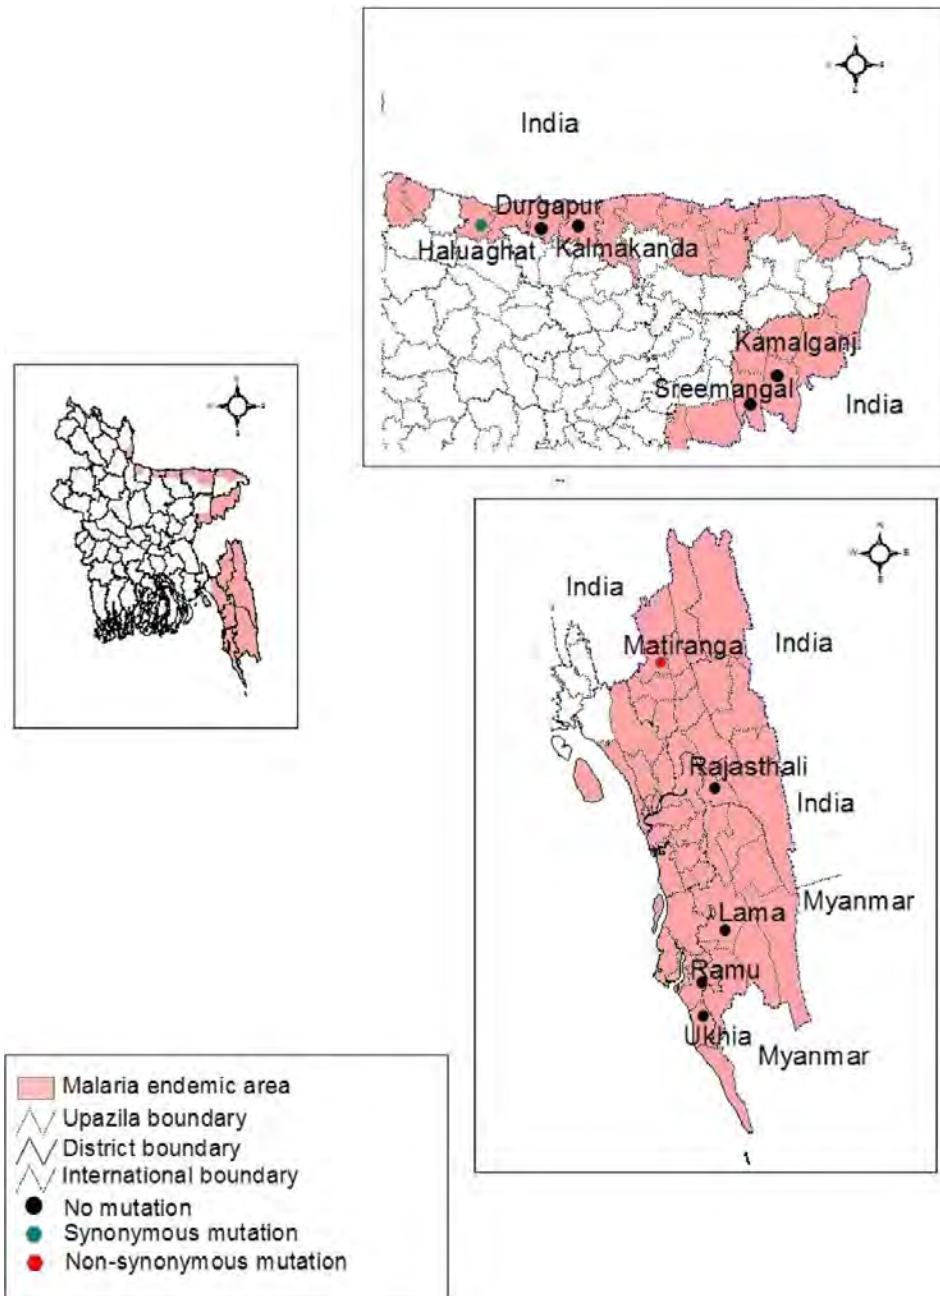 India
Durgapur
Haluaghat
Kalmakanda
Kamalganj
Sreemangal
India
India
Matiranga
India
Rajasthali
India
Myanmar
Lama
Ramu
Ukhia
Myanmar
Malaria endemic area
Upazila boundary
District boundary
International boundary
No mutation
Synonymous mutation
Non-synonymous mutation